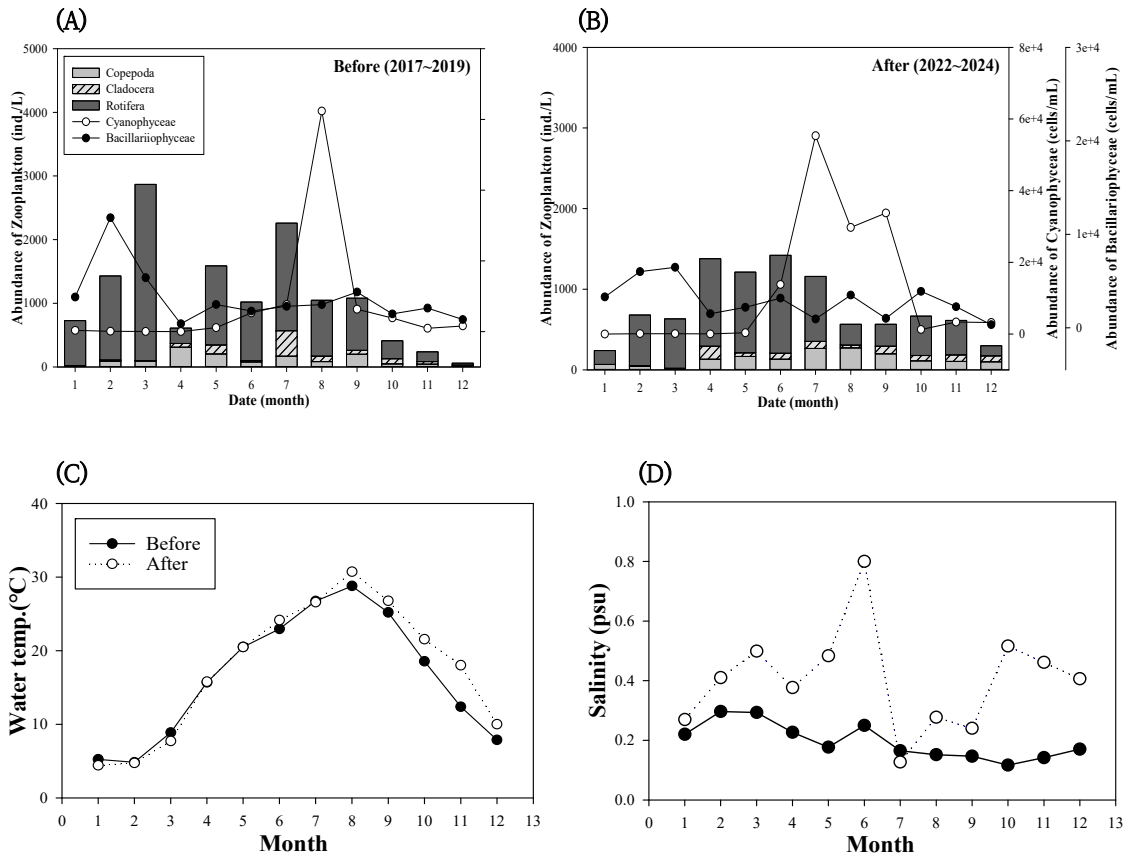 (A)
(B)
5000
4000
3000
2000
1000
0
Abundance of Zooplankton (ind./L)
Before (2017~2019)
Copepoda
Cladocera
Rotifera
Cyanophyceae
Bacillariiophyceae
1 2 3 4 5 6 7 8 9 10 11 12
Date (month)
4000
3000
2000
1000
0
Abundance of Zooplankton (ind./L)
After (2022~2024)
1 2 3 4 5 6 7 8 9 10 11 12
Date (month)
8e+4
6e+4
4e+4
2e+4
0
Abundance of Cyanophyceae (cells/mL)
3e+4
2e+4
1e+4
0
Abundance of Bacillariophyceae (cells/mL)
(C)
(D)
40
30
20
10
0
Water temp.(°C)
Before
After
0 1 2 3 4 5 6 7 8 9 10 11 12 13
Month
1.0
0.8
0.6
0.4
0.2
0.0
Salinity (psu)
0 1 2 3 4 5 6 7 8 9 10 11 12 13
Month